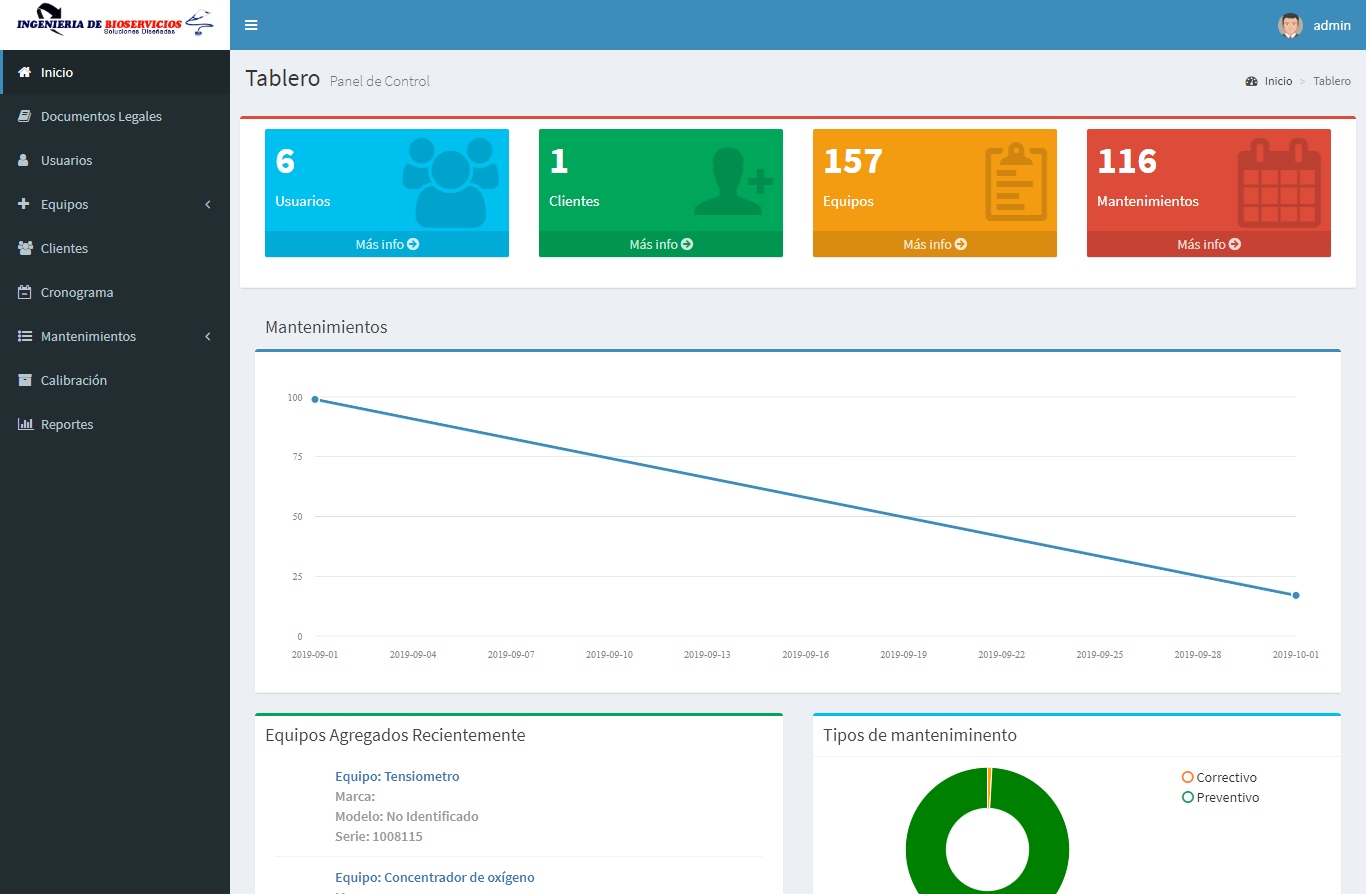 INGENIERIA DE BIOSERVICIOS
Soluciones Diseñadas
admin
Inicio
Documentos Legales
Usuarios
Equipos
Clientes
Cronograma
Mantenimientos
Calibración
Reportes
Tablero Panel de Control
Inicio > Tablero
6
Usuarios
Más info
1
Clientes
Más info
157
Equipos
Más info
116
Mantenimientos
Más info
Mantenimientos
100
75
50
25
0
2019-09-01 2019-09-04 2019-09-07 2019-09-10 2019-09-13 2019-09-16 2019-09-19 2019-09-22 2019-09-25 2019-09-28 2019-10-01
Equipos Agregados Recientemente
Equipo: Tensiometro
Marca:
Modelo: No Identificado
Serie: 1008115
Equipo: Concentrador de oxígeno
Tipos de manteniminento
Correctivo
Preventivo